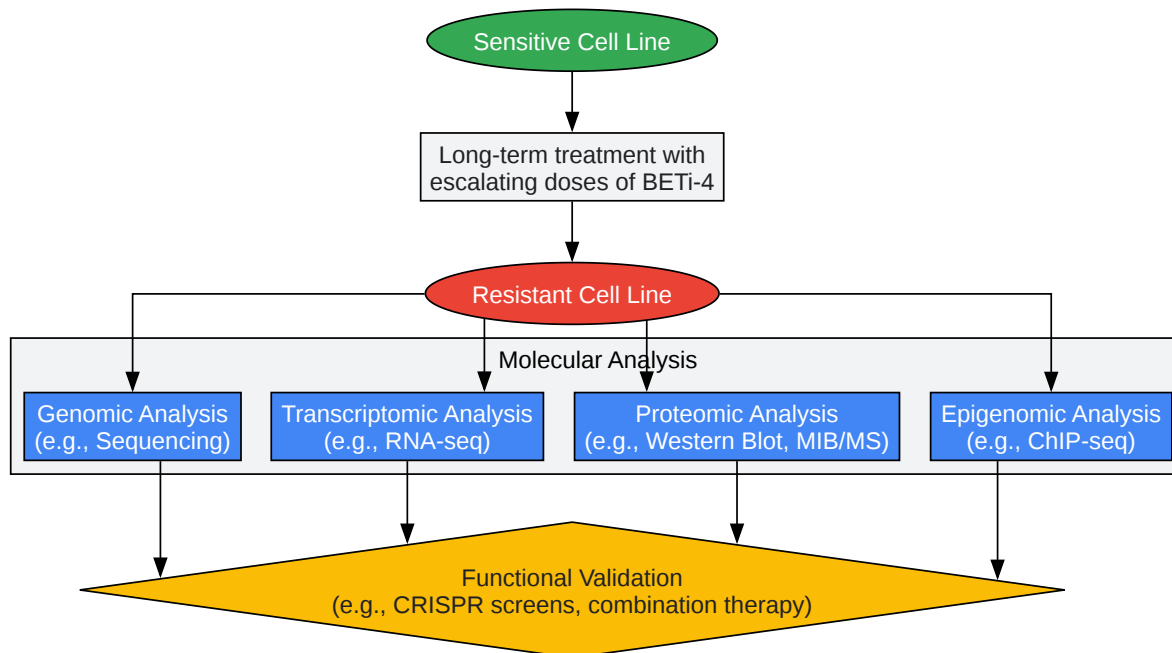 Sensitive Cell Line
Long-term treatment with
escalating doses of BETi-4
Resistant Cell Line
Molecular Analysis
Genomic Analysis
(e.g., Sequencing)
Transcriptomic Analysis
(e.g., RNA-seq)
Proteomic Analysis
(e.g., Western Blot, MIB/MS)
Epigenomic Analysis
(e.g., ChIP-seq)
Functional Validation
(e.g., CRISPR screens, combination therapy)